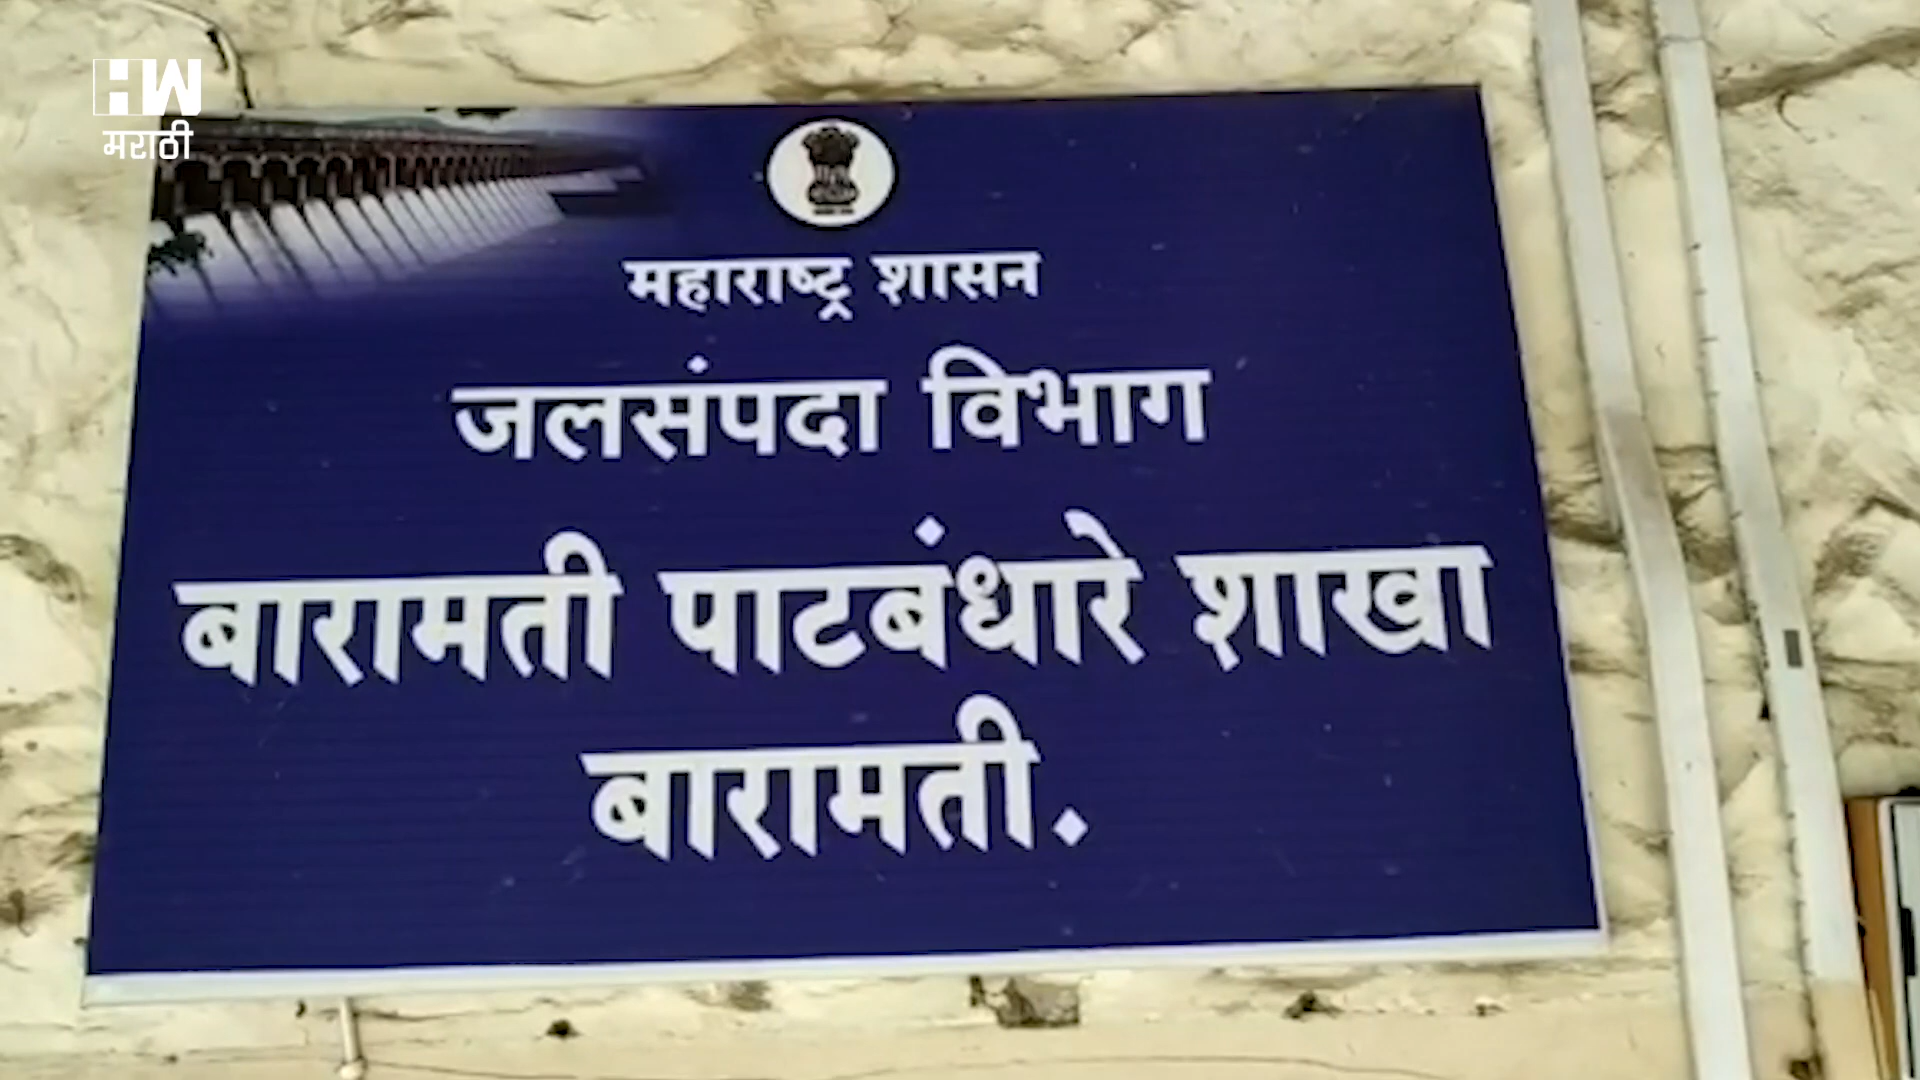 HW
मराठी
महाराष्ट्र शासन
जलसंपदा विभाग
बारामती पाटबंधारे शाखा
बारामती.